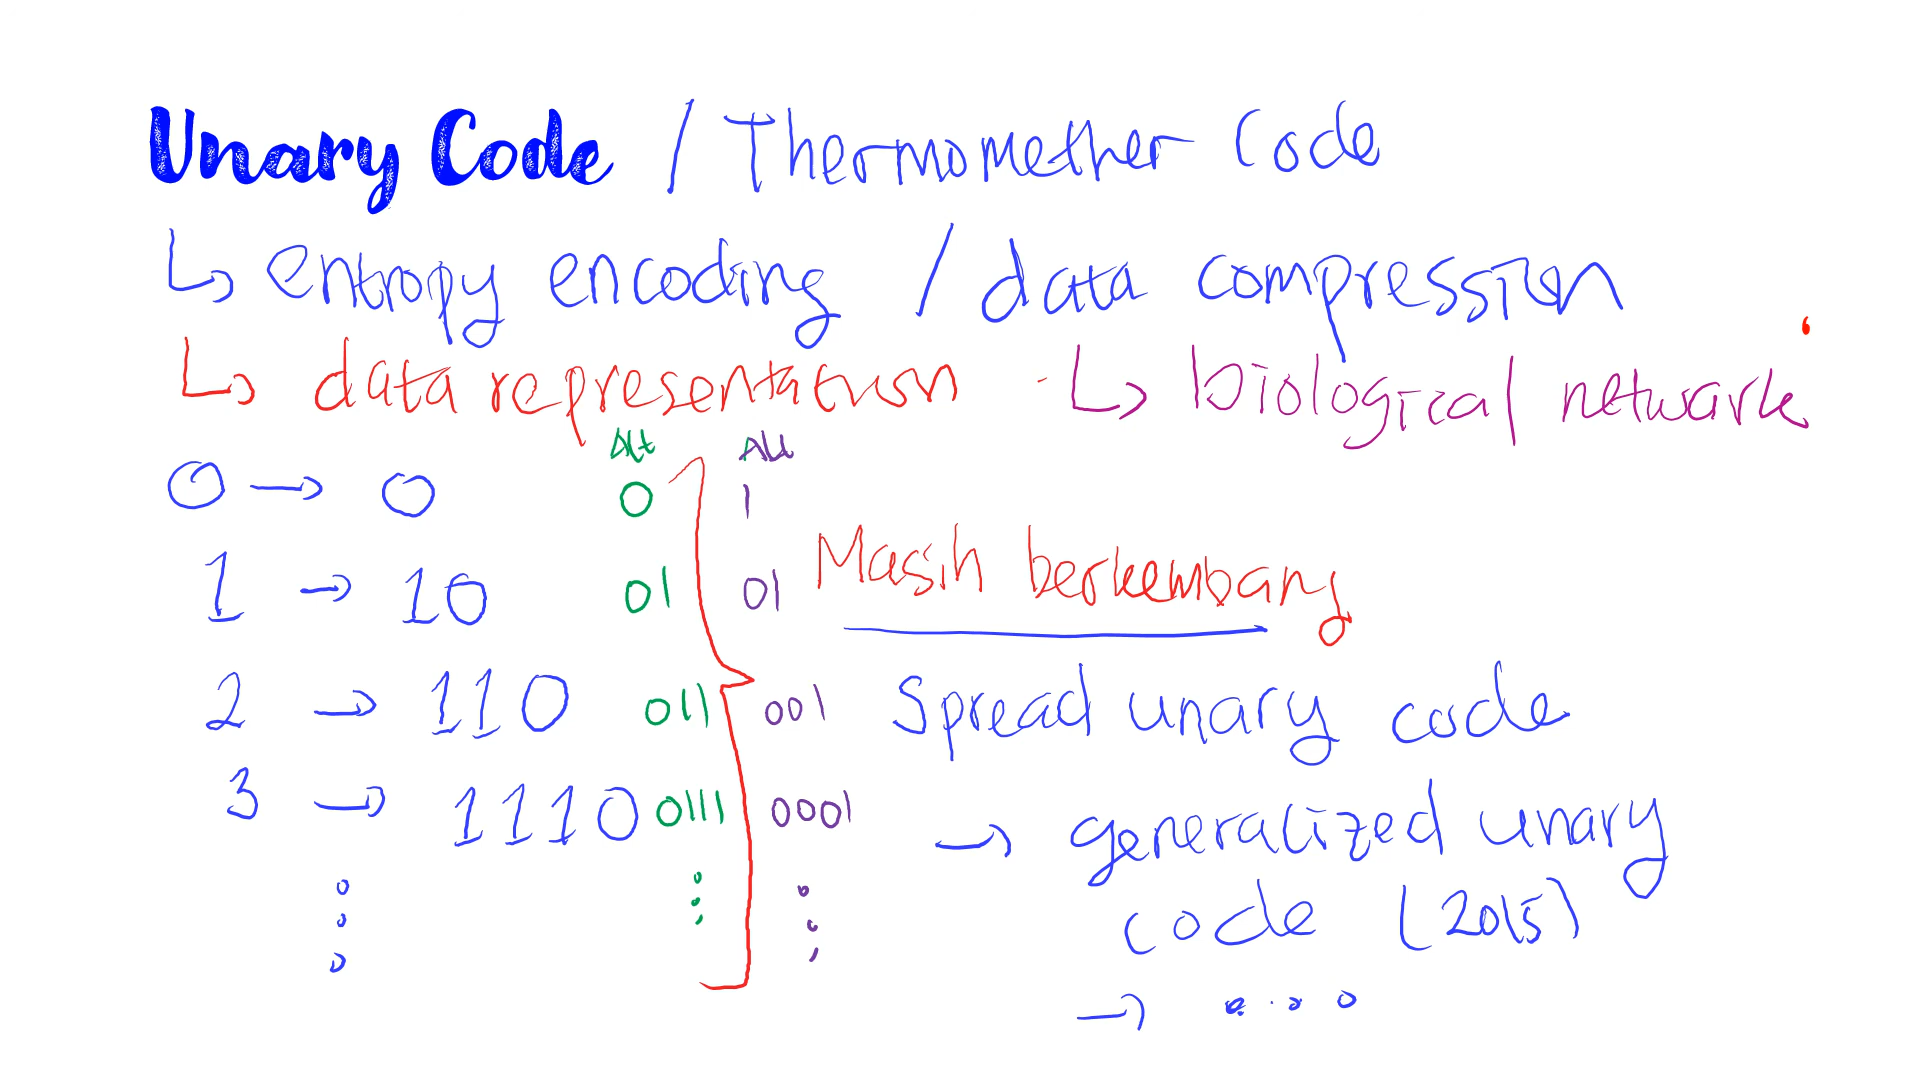 Unary Code / Thermomether Code
↳ entropy encoding / data compression
↳ data representation ↳ biological network
Alt Alt
0 → 0 0 1
1 → 10 01 01 Masih berkembang
2 → 110 011 001 Spread unary code
3 → 1110 0111 0001 → generalized unary
code (2015)
→ ....